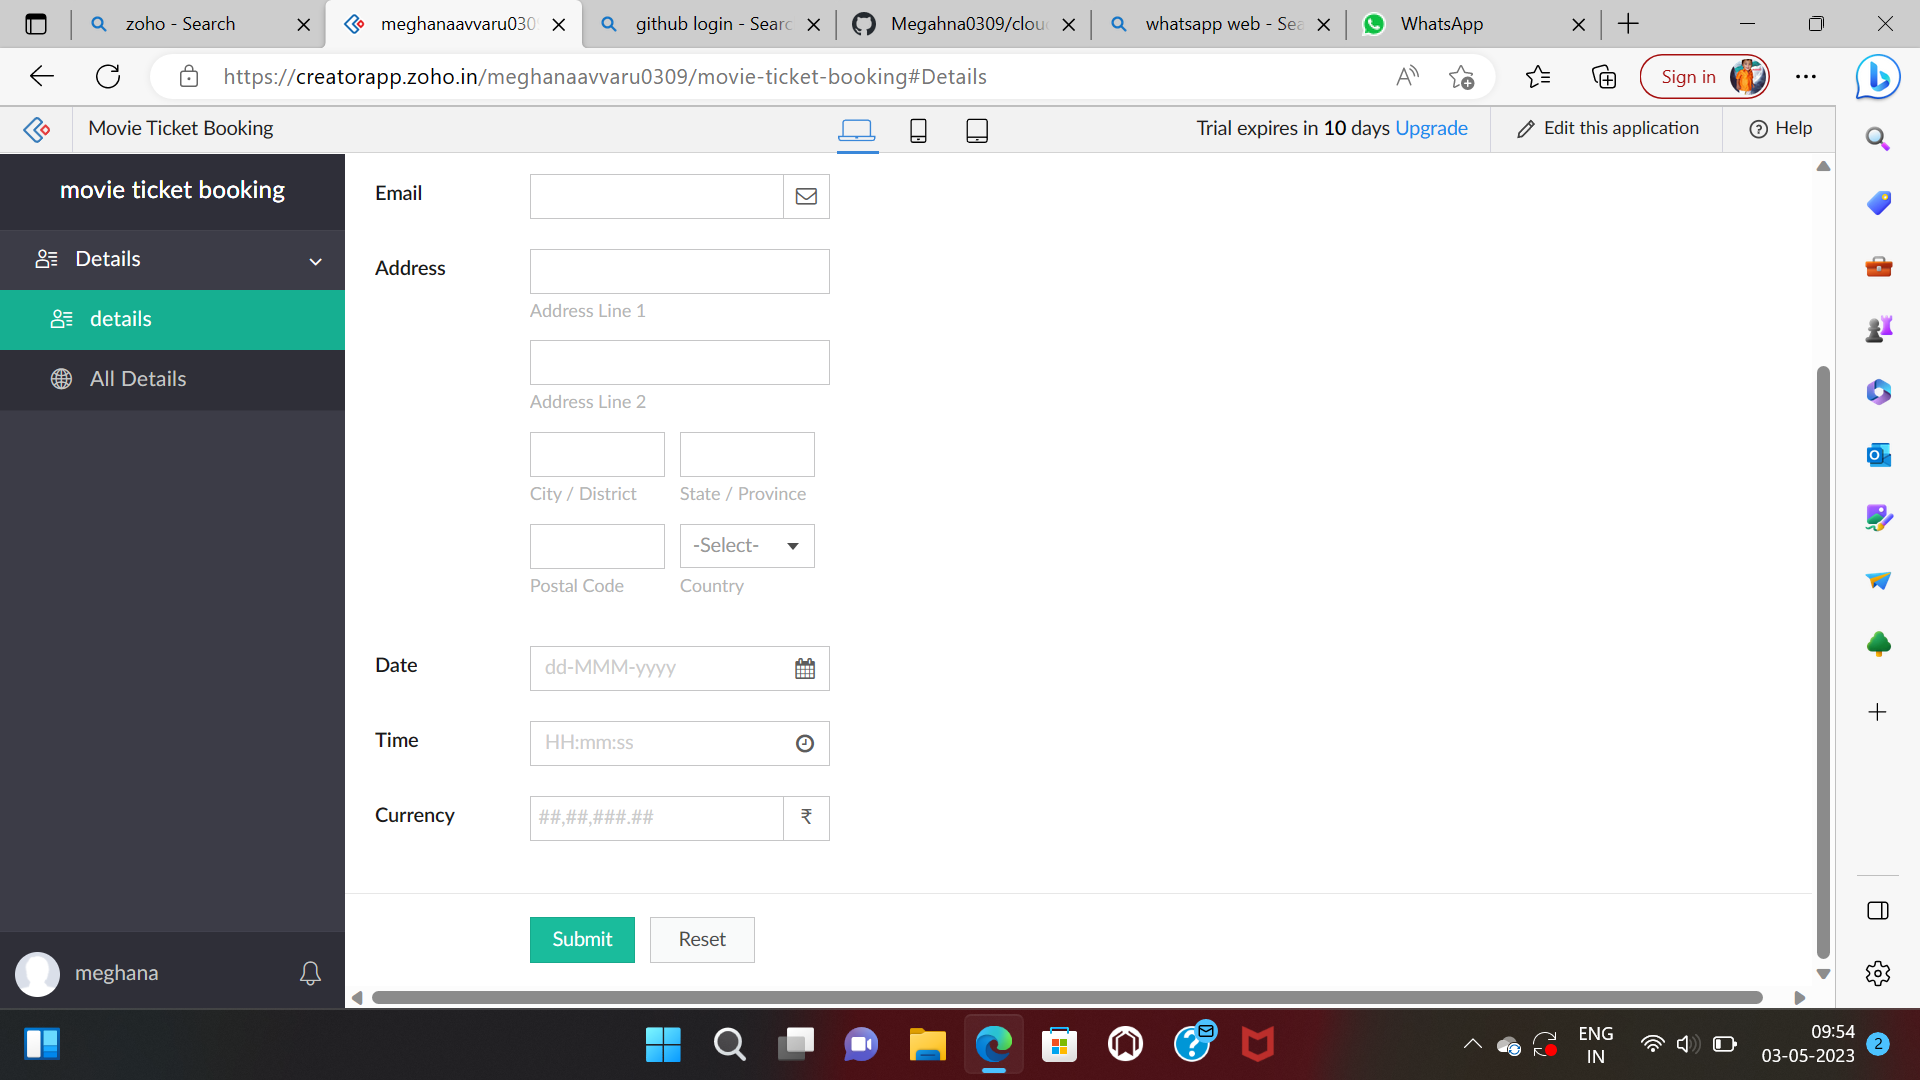 zoho - Search
meghanaavvaru030
github login - Searc
Megahna0309/clou
whatsapp web - Sea
WhatsApp
https://creatorapp.zoho.in/meghanaavvaru0309/movie-ticket-booking#Details
Sign in
Movie Ticket Booking
Trial expires in 10 days Upgrade
Edit this application
Help
movie ticket booking
Details
details
All Details
meghana
Email
Address
Address Line 1
Address Line 2
City / District
State / Province
-Select-
Postal Code
Country
Date
dd-MMM-yyyy
Time
HH:mm:ss
Currency
##,##,###.##
₹
Submit
Reset
ENG
IN
09:54
03-05-2023
2